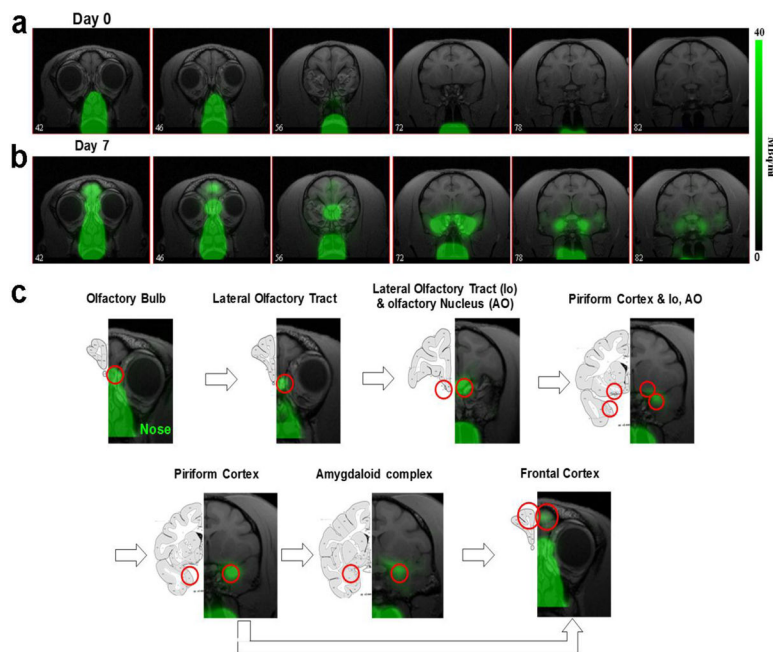 a
Day 0
42
46
56
72
78
82
40
0
b
Day 7
42
46
56
72
78
82
c
Olfactory Bulb
Lateral Olfactory Tract
Lateral Olfactory Tract (lo)
& olfactory Nucleus (AO)
Piriform Cortex & lo, AO
Nose
Piriform Cortex
Amygdaloid complex
Frontal Cortex